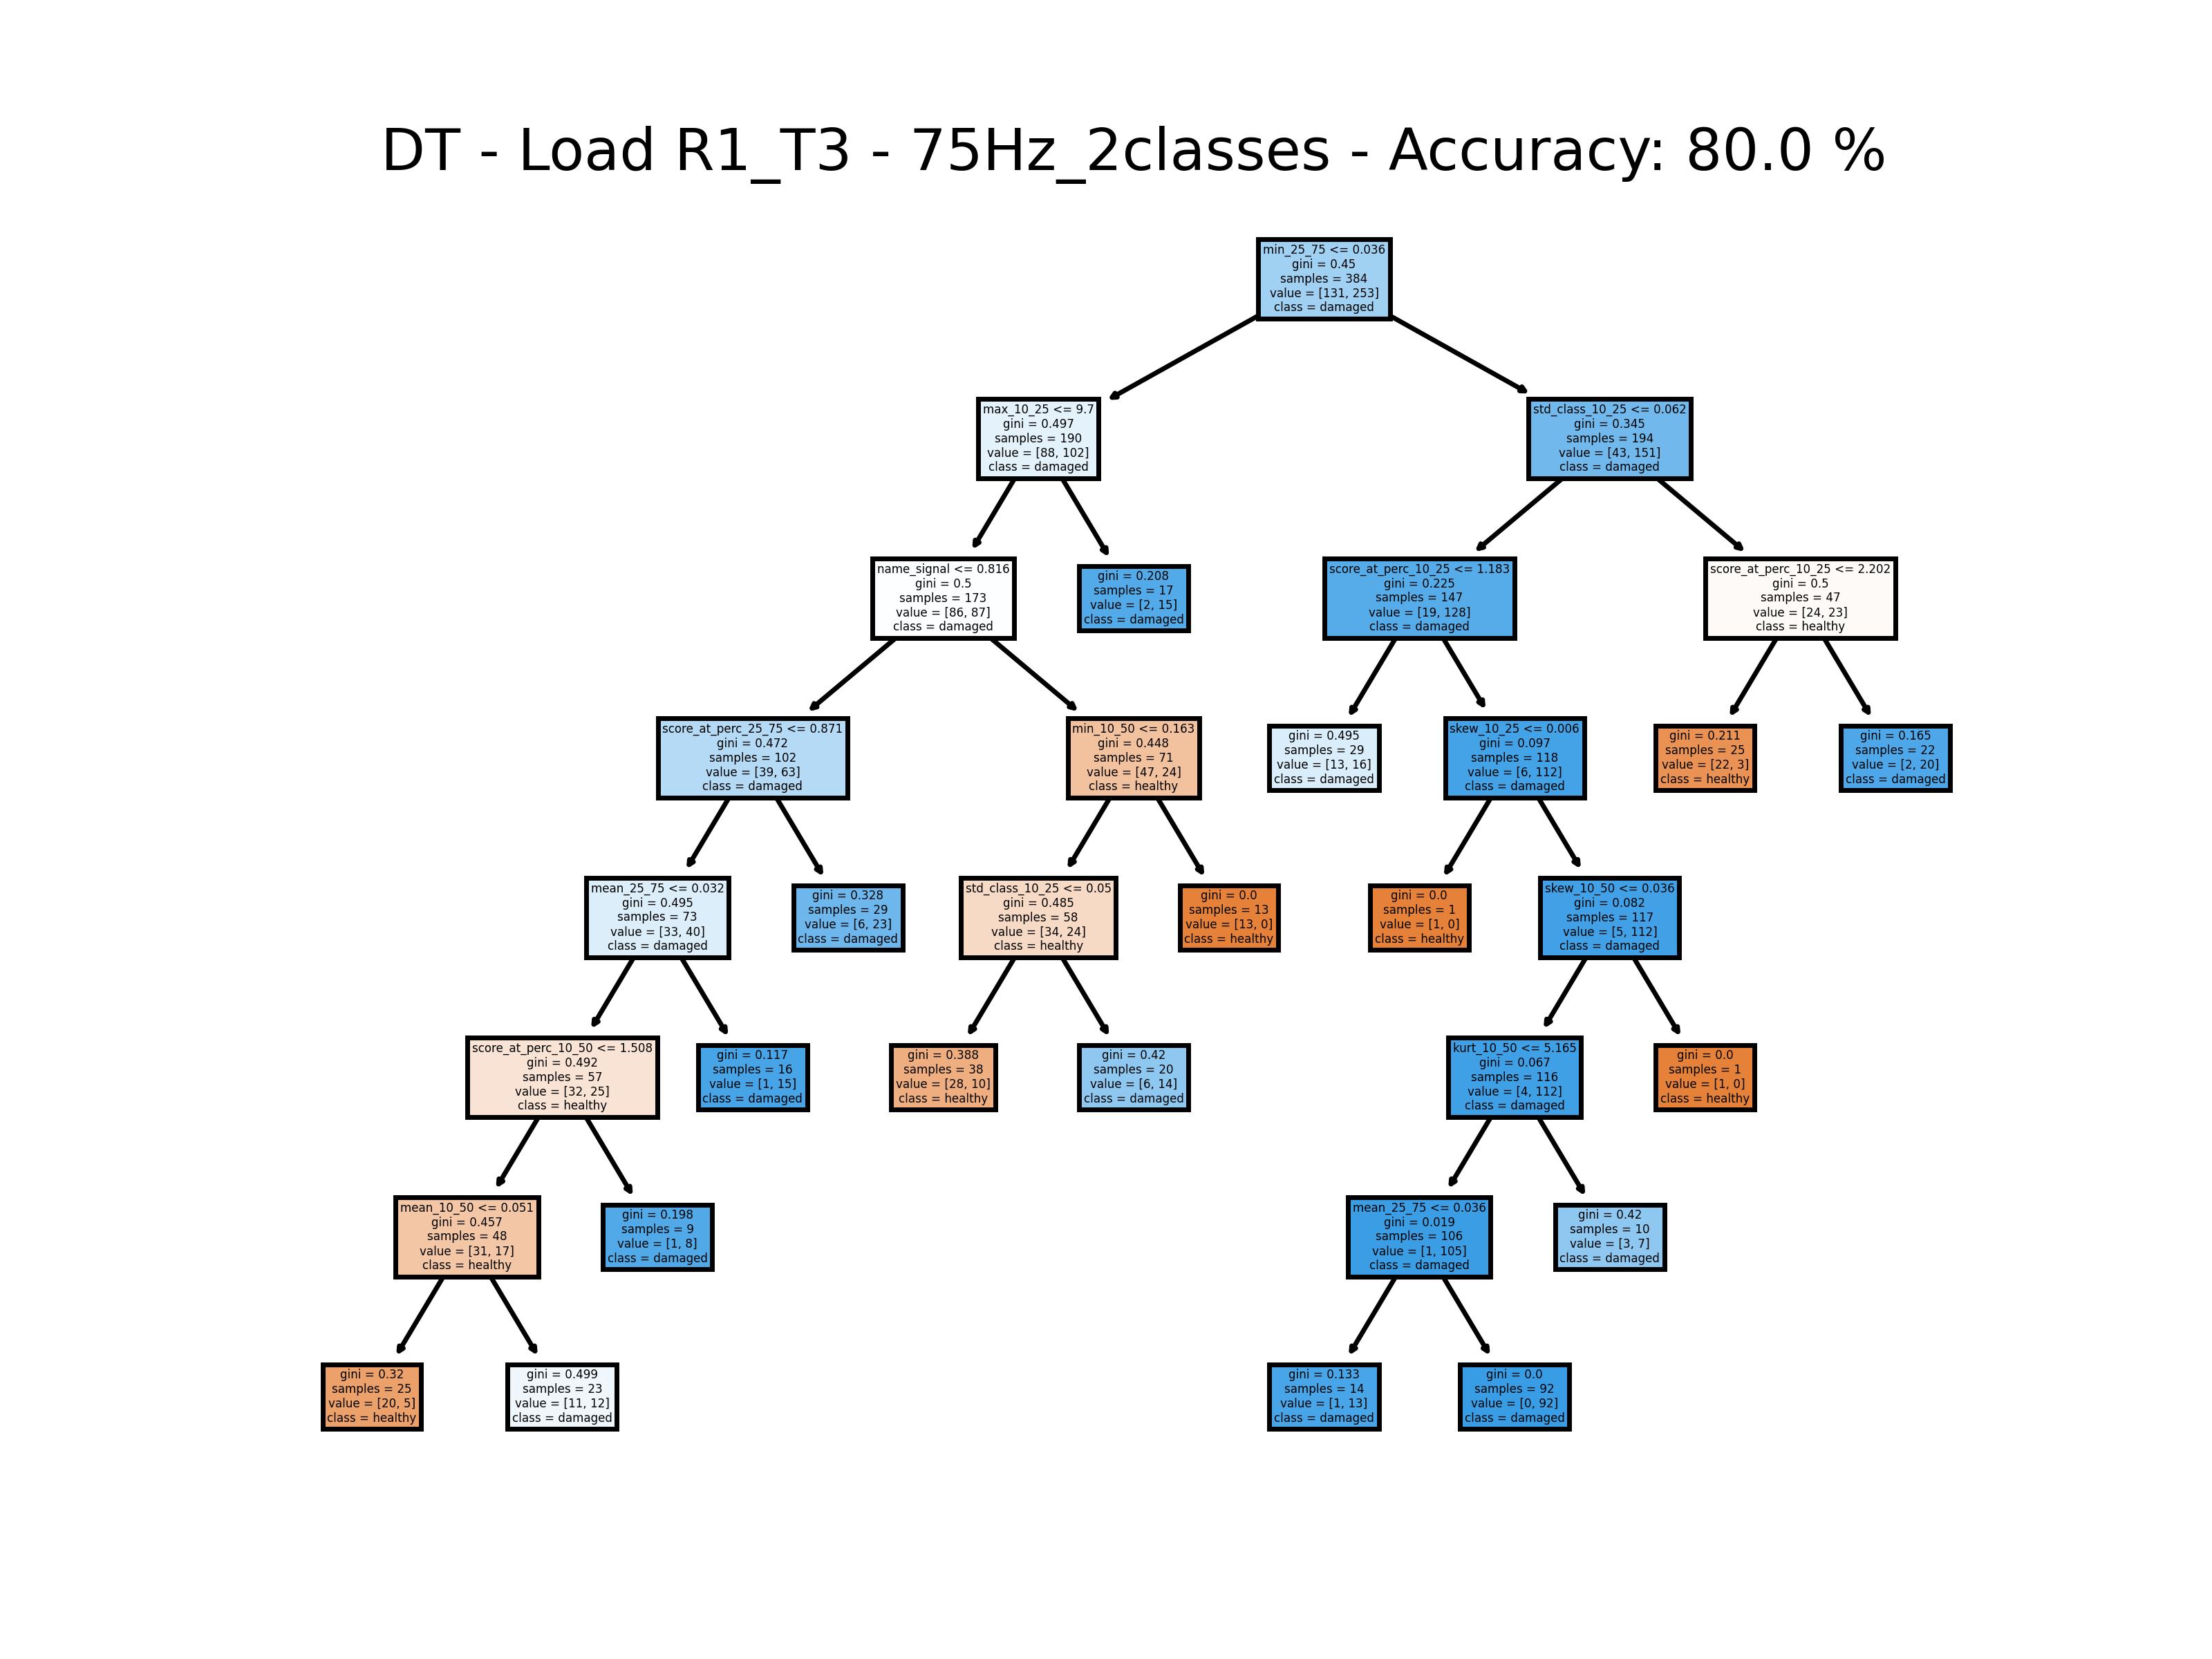 DT - Load R1_T3 - 75Hz_2classes - Accuracy: 80.0 %
min_25_75 <= 0.036
gini = 0.45
samples = 384
value = [131, 253]
class = damaged
max_10_25 <= 9.7
gini = 0.497
samples = 190
value = [88, 102]
class = damaged
std_class_10_25 <= 0.062
gini = 0.345
samples = 194
value = [43, 151]
class = damaged
name_signal <= 0.816
gini = 0.5
samples = 173
value = [86, 87]
class = damaged
gini = 0.208
samples = 17
value = [2, 15]
class = damaged
score_at_perc_10_25 <= 1.183
gini = 0.225
samples = 147
value = [19, 128]
class = damaged
score_at_perc_10_25 <= 2.202
gini = 0.5
samples = 47
value = [24, 23]
class = healthy
score_at_perc_25_75 <= 0.871
gini = 0.472
samples = 102
value = [39, 63]
class = damaged
min_10_50 <= 0.163
gini = 0.448
samples = 71
value = [47, 24]
class = healthy
gini = 0.495
samples = 29
value = [13, 16]
class = damaged
skew_10_25 <= 0.006
gini = 0.097
samples = 118
value = [6, 112]
class = damaged
gini = 0.211
samples = 25
value = [22, 3]
class = healthy
gini = 0.165
samples = 22
value = [2, 20]
class = damaged
mean_25_75 <= 0.032
gini = 0.495
samples = 73
value = [33, 40]
class = damaged
gini = 0.328
samples = 29
value = [6, 23]
class = damaged
std_class_10_25 <= 0.05
gini = 0.485
samples = 58
value = [34, 24]
class = healthy
gini = 0.0
samples = 13
value = [13, 0]
class = healthy
gini = 0.0
samples = 1
value = [1, 0]
class = healthy
skew_10_50 <= 0.036
gini = 0.082
samples = 117
value = [5, 112]
class = damaged
score_at_perc_10_50 <= 1.508
gini = 0.492
samples = 57
value = [32, 25]
class = healthy
gini = 0.117
samples = 16
value = [1, 15]
class = damaged
gini = 0.388
samples = 38
value = [28, 10]
class = healthy
gini = 0.42
samples = 20
value = [6, 14]
class = damaged
kurt_10_50 <= 5.165
gini = 0.067
samples = 116
value = [4, 112]
class = damaged
gini = 0.0
samples = 1
value = [1, 0]
class = healthy
mean_10_50 <= 0.051
gini = 0.457
samples = 48
value = [31, 17]
class = healthy
gini = 0.198
samples = 9
value = [1, 8]
class = damaged
mean_25_75 <= 0.036
gini = 0.019
samples = 106
value = [1, 105]
class = damaged
gini = 0.42
samples = 10
value = [3, 7]
class = damaged
gini = 0.32
samples = 25
value = [20, 5]
class = healthy
gini = 0.499
samples = 23
value = [11, 12]
class = damaged
gini = 0.133
samples = 14
value = [1, 13]
class = damaged
gini = 0.0
samples = 92
value = [0, 92]
class = damaged